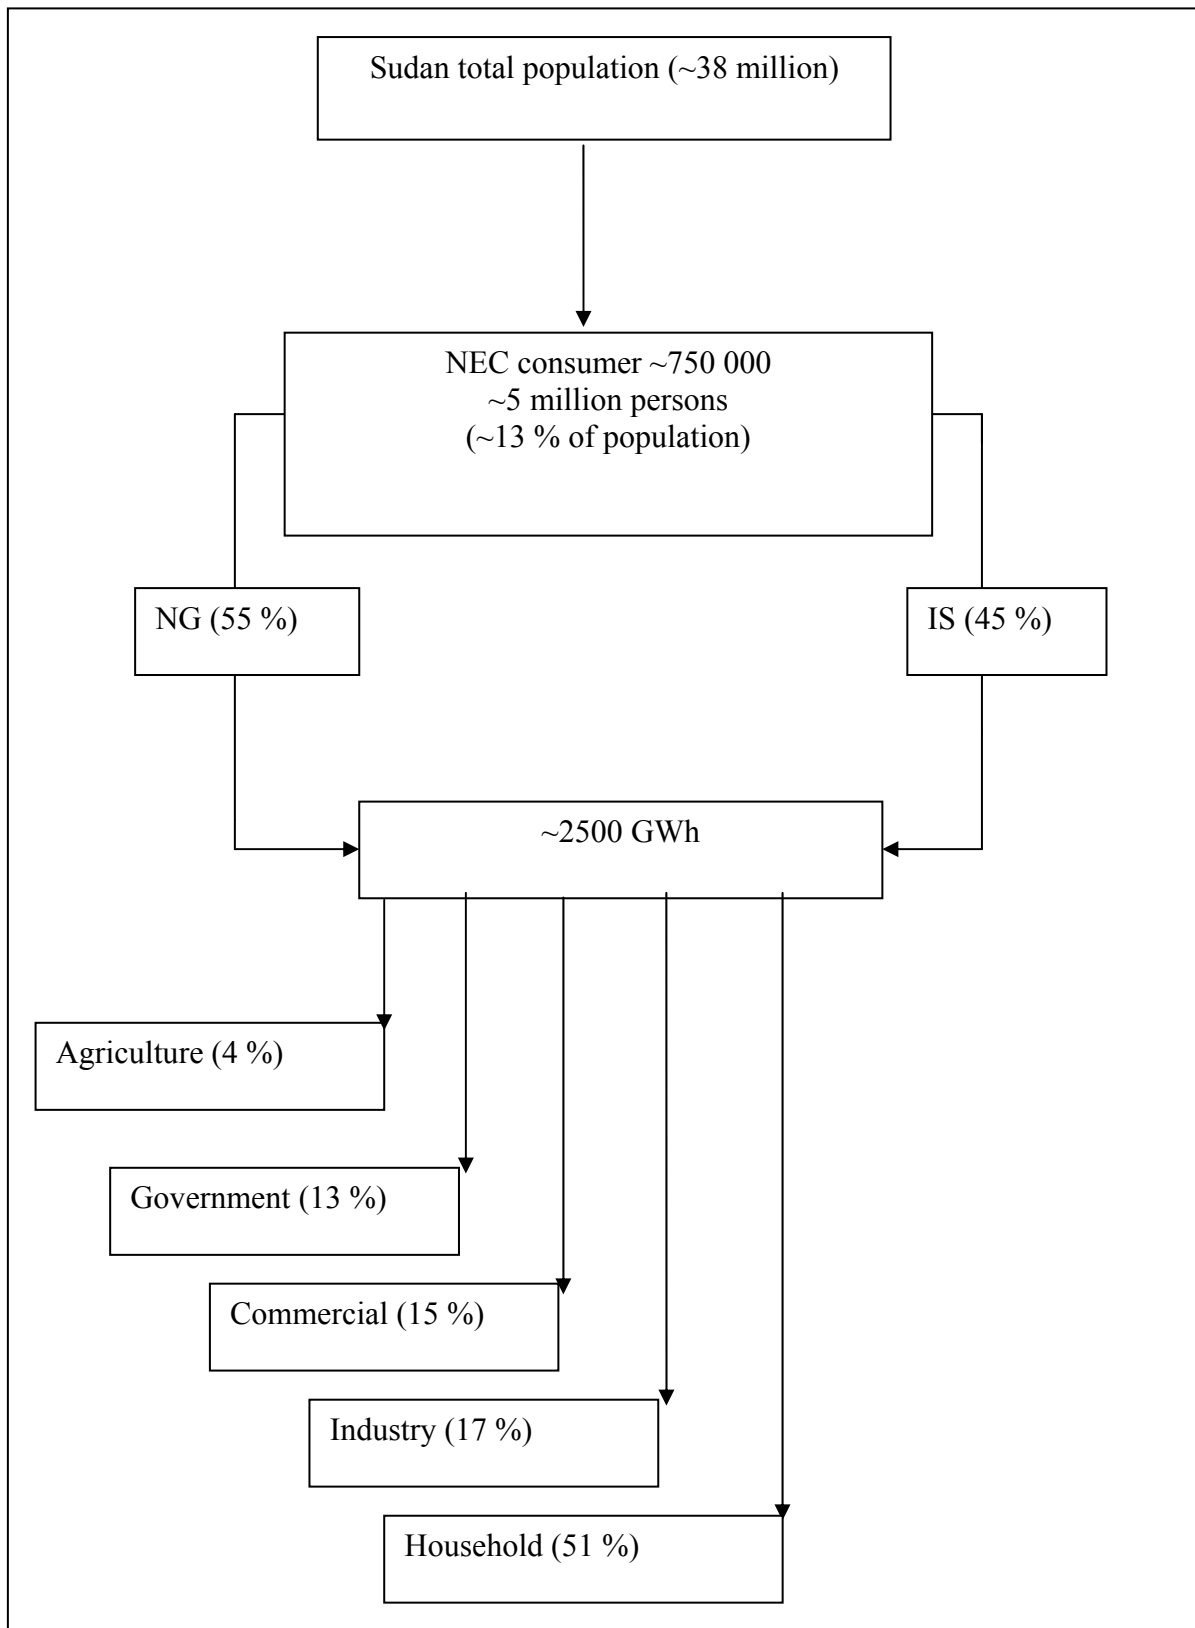 Sudan total population (~38 million)
NEC consumer ~750 000
~5 million persons
(~13 % of population)
NG (55 %)
IS (45 %)
~2500 GWh
Agriculture (4 %)
Government (13 %)
Commercial (15 %)
Industry (17 %)
Household (51 %)